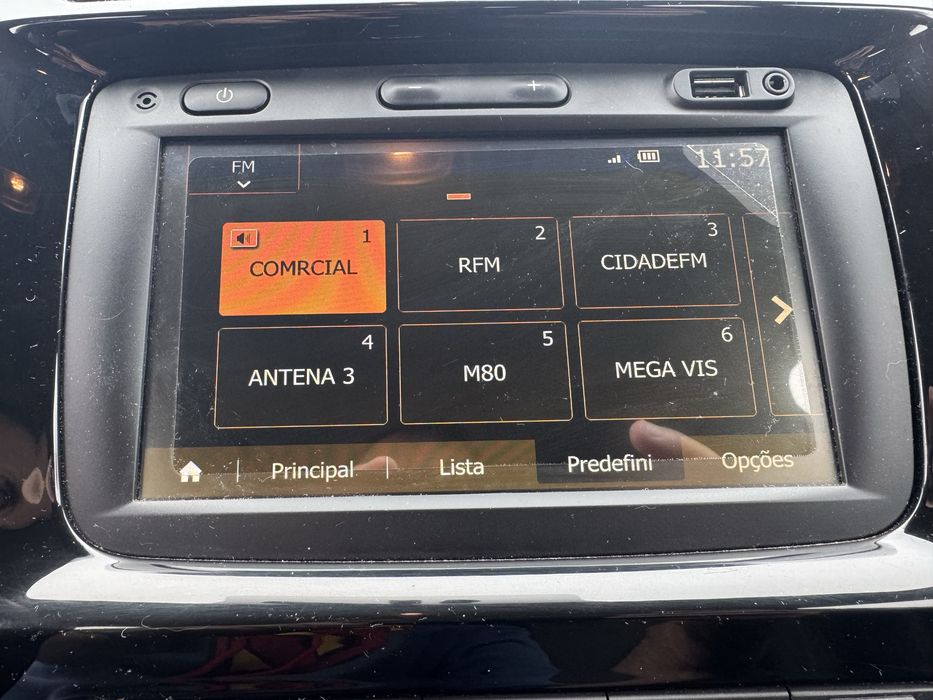 - +
FM
11:57
1
COMRCIAL
2
RFM
3
CIDADEFM
4
ANTENA 3
5
M80
6
MEGA VIS
Principal
Lista
Predefini
Opções